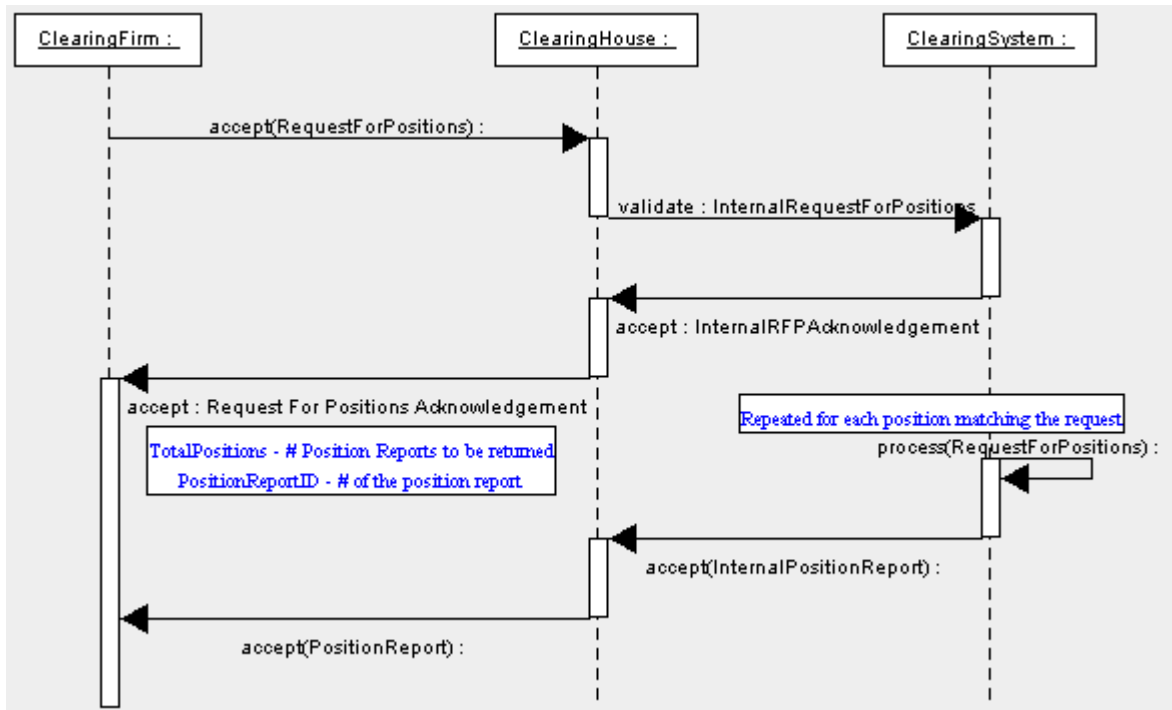 ClearingFirm :
ClearingHouse :
ClearingSystem :
accept(RequestForPositions) :
validate : InternalRequestForPositions
accept : InternalRFPAcknowledgement
accept : Request For Positions Acknowledgement
Repeated for each position matching the request
TotalPositions - # Position Reports to be returned
PositionReportID - # of the position report
process(RequestForPositions) :
accept(InternalPositionReport) :
accept(PositionReport) :